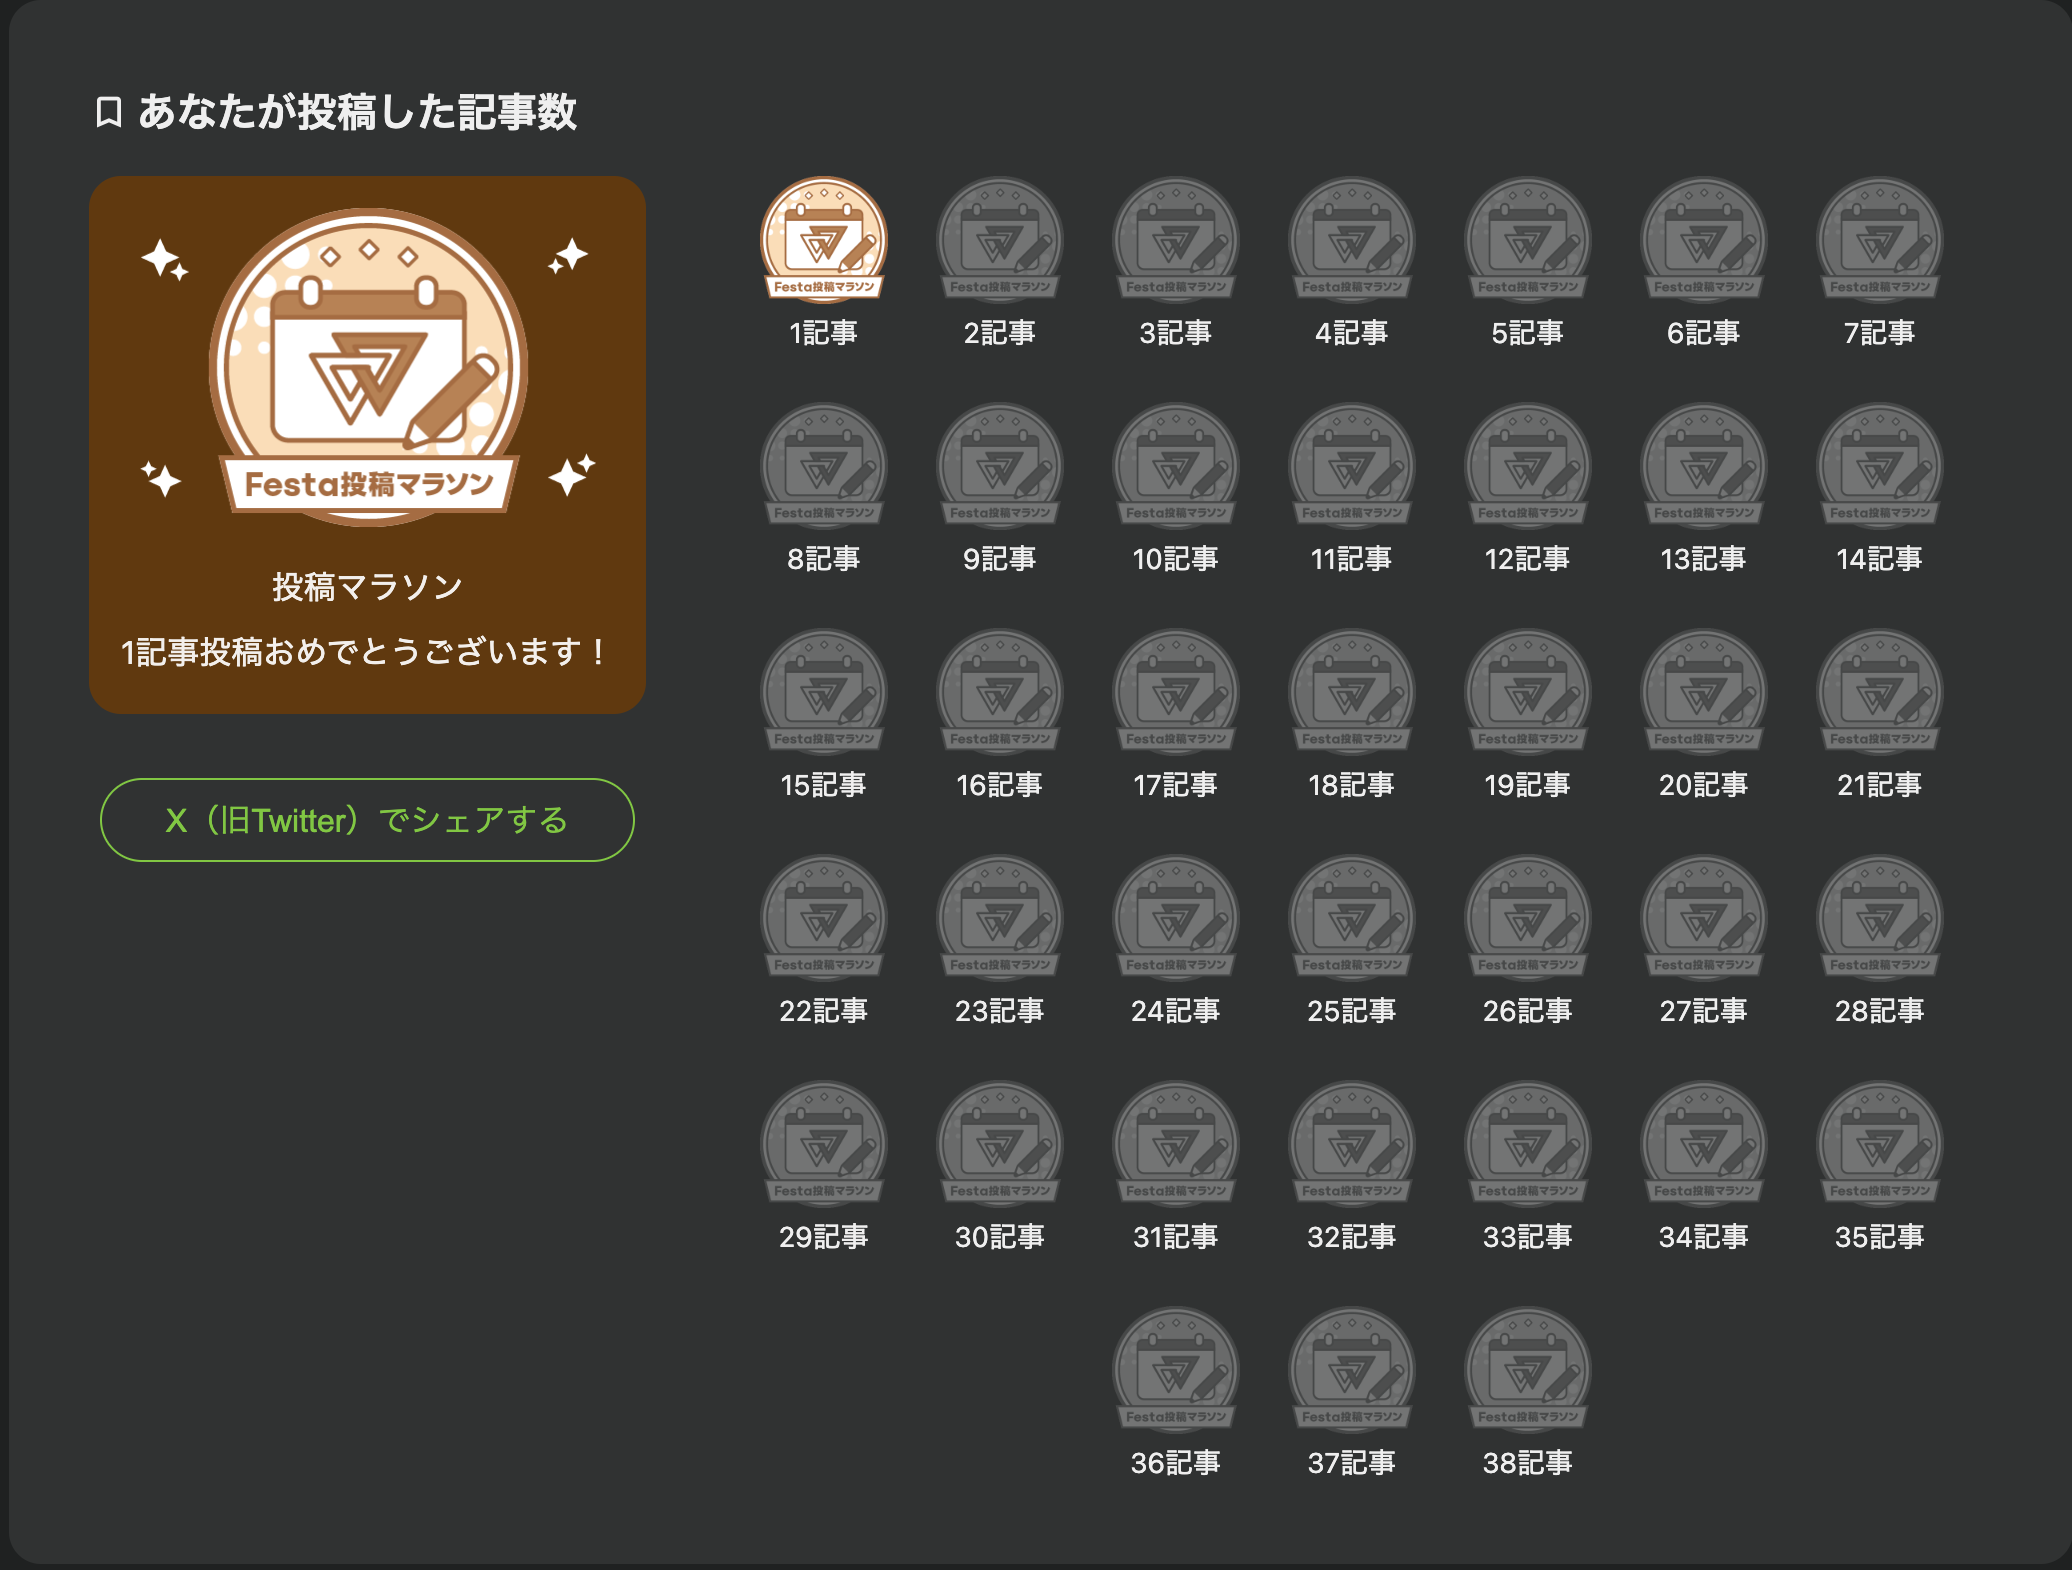 あなたが投稿した記事数
Festa投稿マラソン
投稿マラソン
1記事投稿おめでとうございます！
X（旧Twitter）でシェアする
Festa投稿マラソン Festa投稿マラソン Festa投稿マラソン Festa投稿マラソン Festa投稿マラソン Festa投稿マラソン Festa投稿マラソン
1記事 2記事 3記事 4記事 5記事 6記事 7記事
Festa投稿マラソン Festa投稿マラソン Festa投稿マラソン Festa投稿マラソン Festa投稿マラソン Festa投稿マラソン Festa投稿マラソン
8記事 9記事 10記事 11記事 12記事 13記事 14記事
Festa投稿マラソン Festa投稿マラソン Festa投稿マラソン Festa投稿マラソン Festa投稿マラソン Festa投稿マラソン Festa投稿マラソン
15記事 16記事 17記事 18記事 19記事 20記事 21記事
Festa投稿マラソン Festa投稿マラソン Festa投稿マラソン Festa投稿マラソン Festa投稿マラソン Festa投稿マラソン Festa投稿マラソン
22記事 23記事 24記事 25記事 26記事 27記事 28記事
Festa投稿マラソン Festa投稿マラソン Festa投稿マラソン Festa投稿マラソン Festa投稿マラソン Festa投稿マラソン Festa投稿マラソン
29記事 30記事 31記事 32記事 33記事 34記事 35記事
Festa投稿マラソン Festa投稿マラソン Festa投稿マラソン
36記事 37記事 38記事